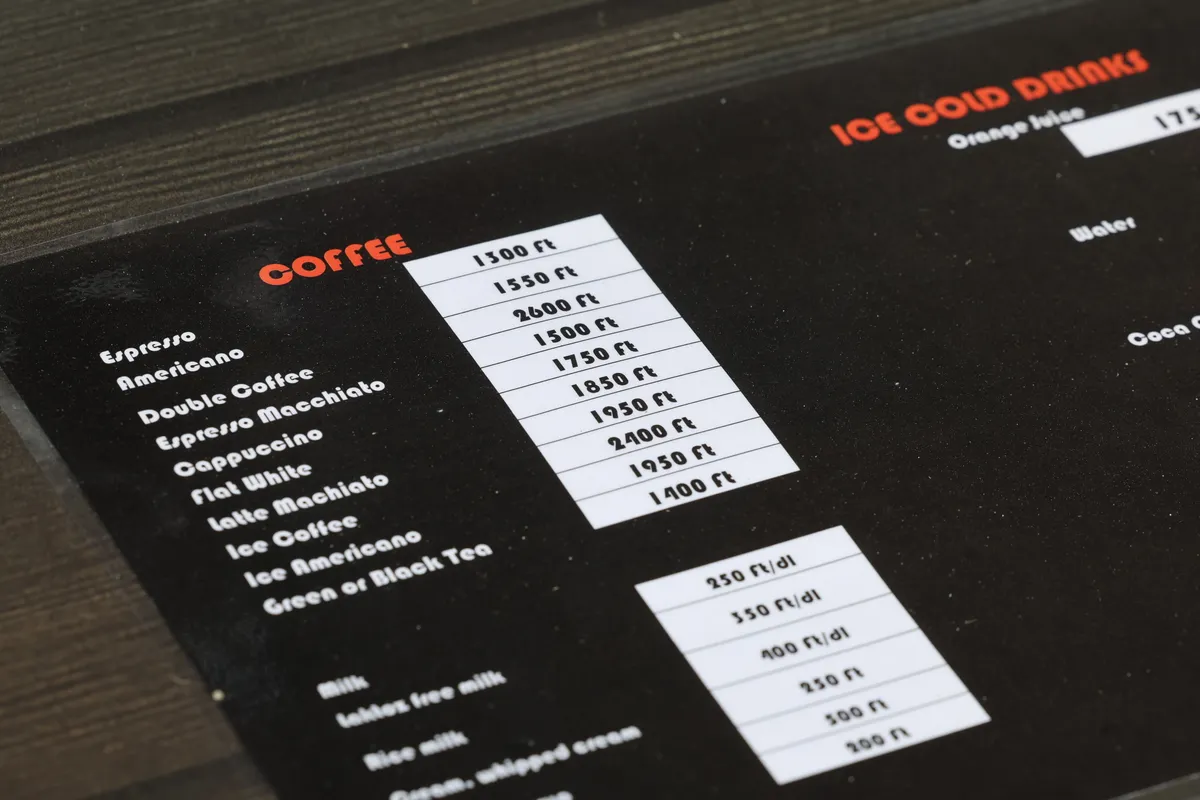 ICE COLD DRINKS
Orange Juice 175
Water
Coca
COFFEE
Espresso 1300 Ft
Americano 1550 Ft
Double Coffee 2600 Ft
Espresso Macchiato 1500 Ft
Cappuccino 1750 Ft
Flat White 1850 Ft
Latte Machiato 1950 Ft
Ice Coffee 2400 Ft
Ice Americano 1950 Ft
Green or Black Tea 1400 Ft
Milk 250 Ft/dl
Laktoz free milk 350 Ft/dl
Rice milk 400 Ft/dl
Cream, whipped cream 250 Ft
300 Ft
200 Ft